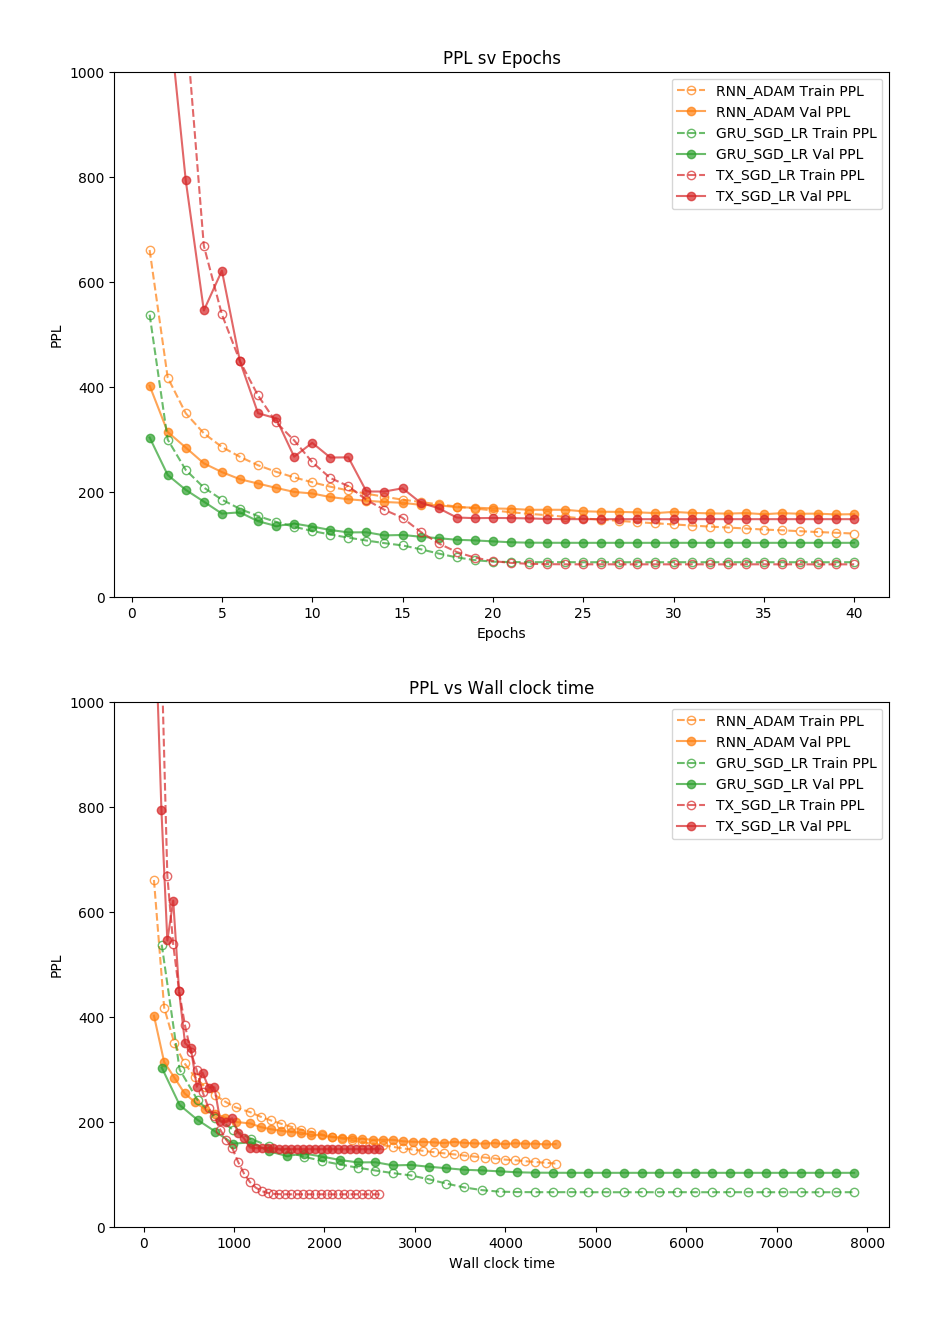 PPL sv Epochs
1000
800
600
400
200
0
PPL
RNN_ADAM Train PPL
RNN_ADAM Val PPL
GRU_SGD_LR Train PPL
GRU_SGD_LR Val PPL
TX_SGD_LR Train PPL
TX_SGD_LR Val PPL
0 5 10 15 20 25 30 35 40
Epochs
PPL vs Wall clock time
1000
800
600
400
200
0
PPL
RNN_ADAM Train PPL
RNN_ADAM Val PPL
GRU_SGD_LR Train PPL
GRU_SGD_LR Val PPL
TX_SGD_LR Train PPL
TX_SGD_LR Val PPL
0 1000 2000 3000 4000 5000 6000 7000 8000
Wall clock time